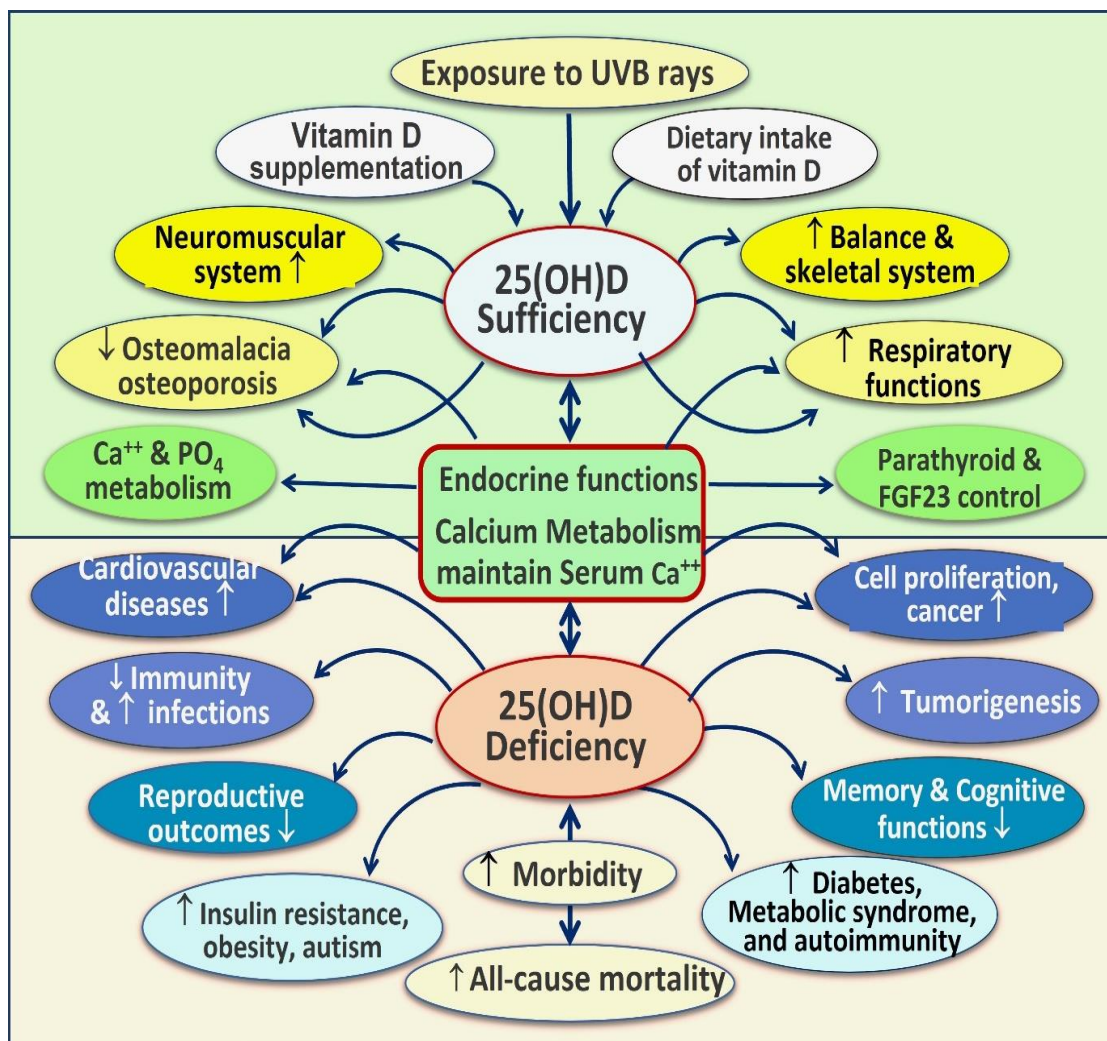 Exposure to UVB rays
Vitamin D
supplementation
Dietary intake
of vitamin D
Neuromuscular
system ↑
25(OH)D
Sufficiency
↑ Balance &
skeletal system
↓ Osteomalacia
osteoporosis
↑ Respiratory
functions
Ca⁺⁺ & PO₄
metabolism
Endocrine functions
Calcium Metabolism
maintain Serum Ca⁺⁺
Parathyroid &
FGF23 control
Cardiovascular
diseases ↑
Cell proliferation,
cancer ↑
↓ Immunity
& ↑ infections
25(OH)D
Deficiency
↑ Tumorigenesis
Reproductive
outcomes ↓
Memory & Cognitive
functions ↓
↑ Morbidity
↑ Insulin resistance,
obesity, autism
↑ Diabetes,
Metabolic syndrome,
and autoimmunity
↑ All-cause mortality